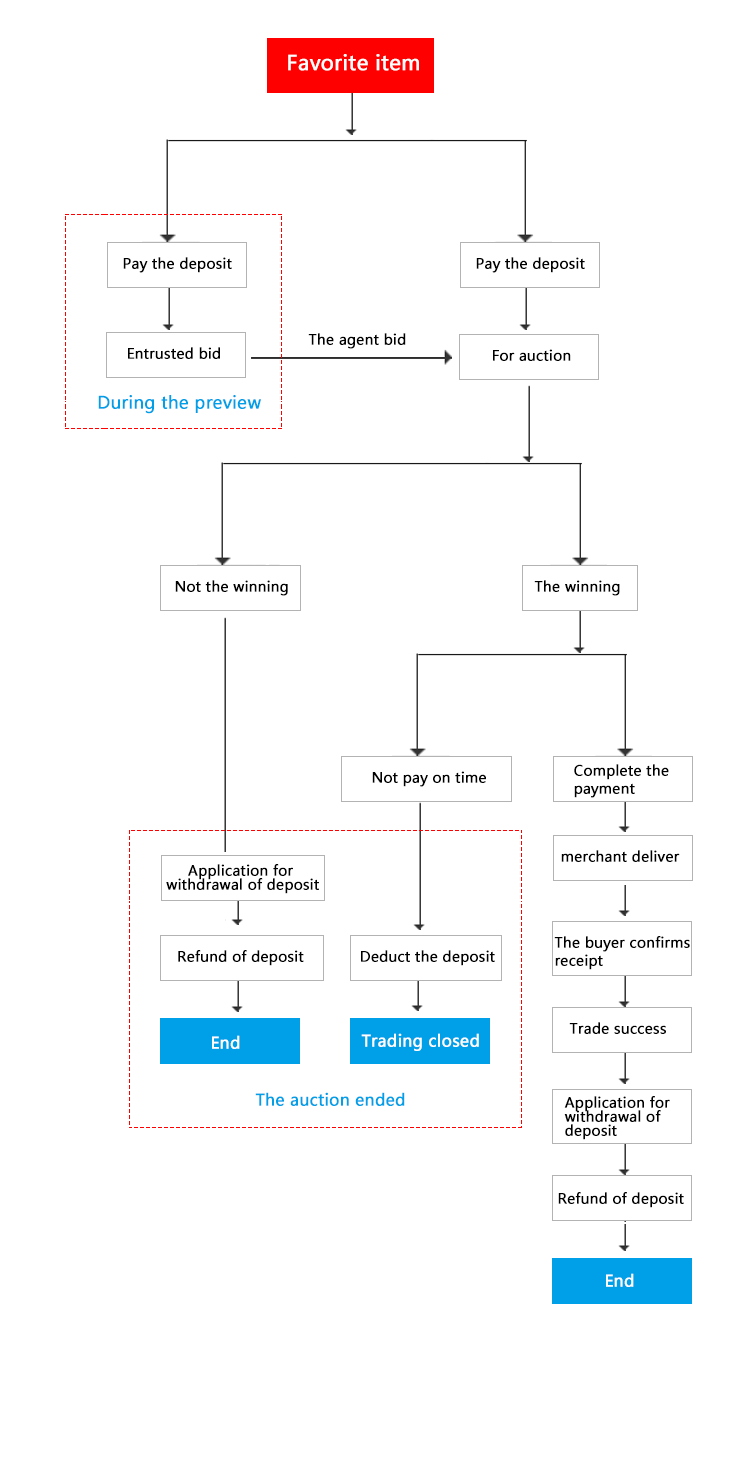 Favorite item
Pay the deposit
Pay the deposit
Entrusted bid
The agent bid
For auction
During the preview
Not the winning
The winning
Not pay on time
Complete the
payment
merchant deliver
Application for
withdrawal of deposit
The buyer confirms
receipt
Refund of deposit
Deduct the deposit
Trade success
End
Trading closed
The auction ended
Application for
withdrawal of
deposit
Refund of deposit
End